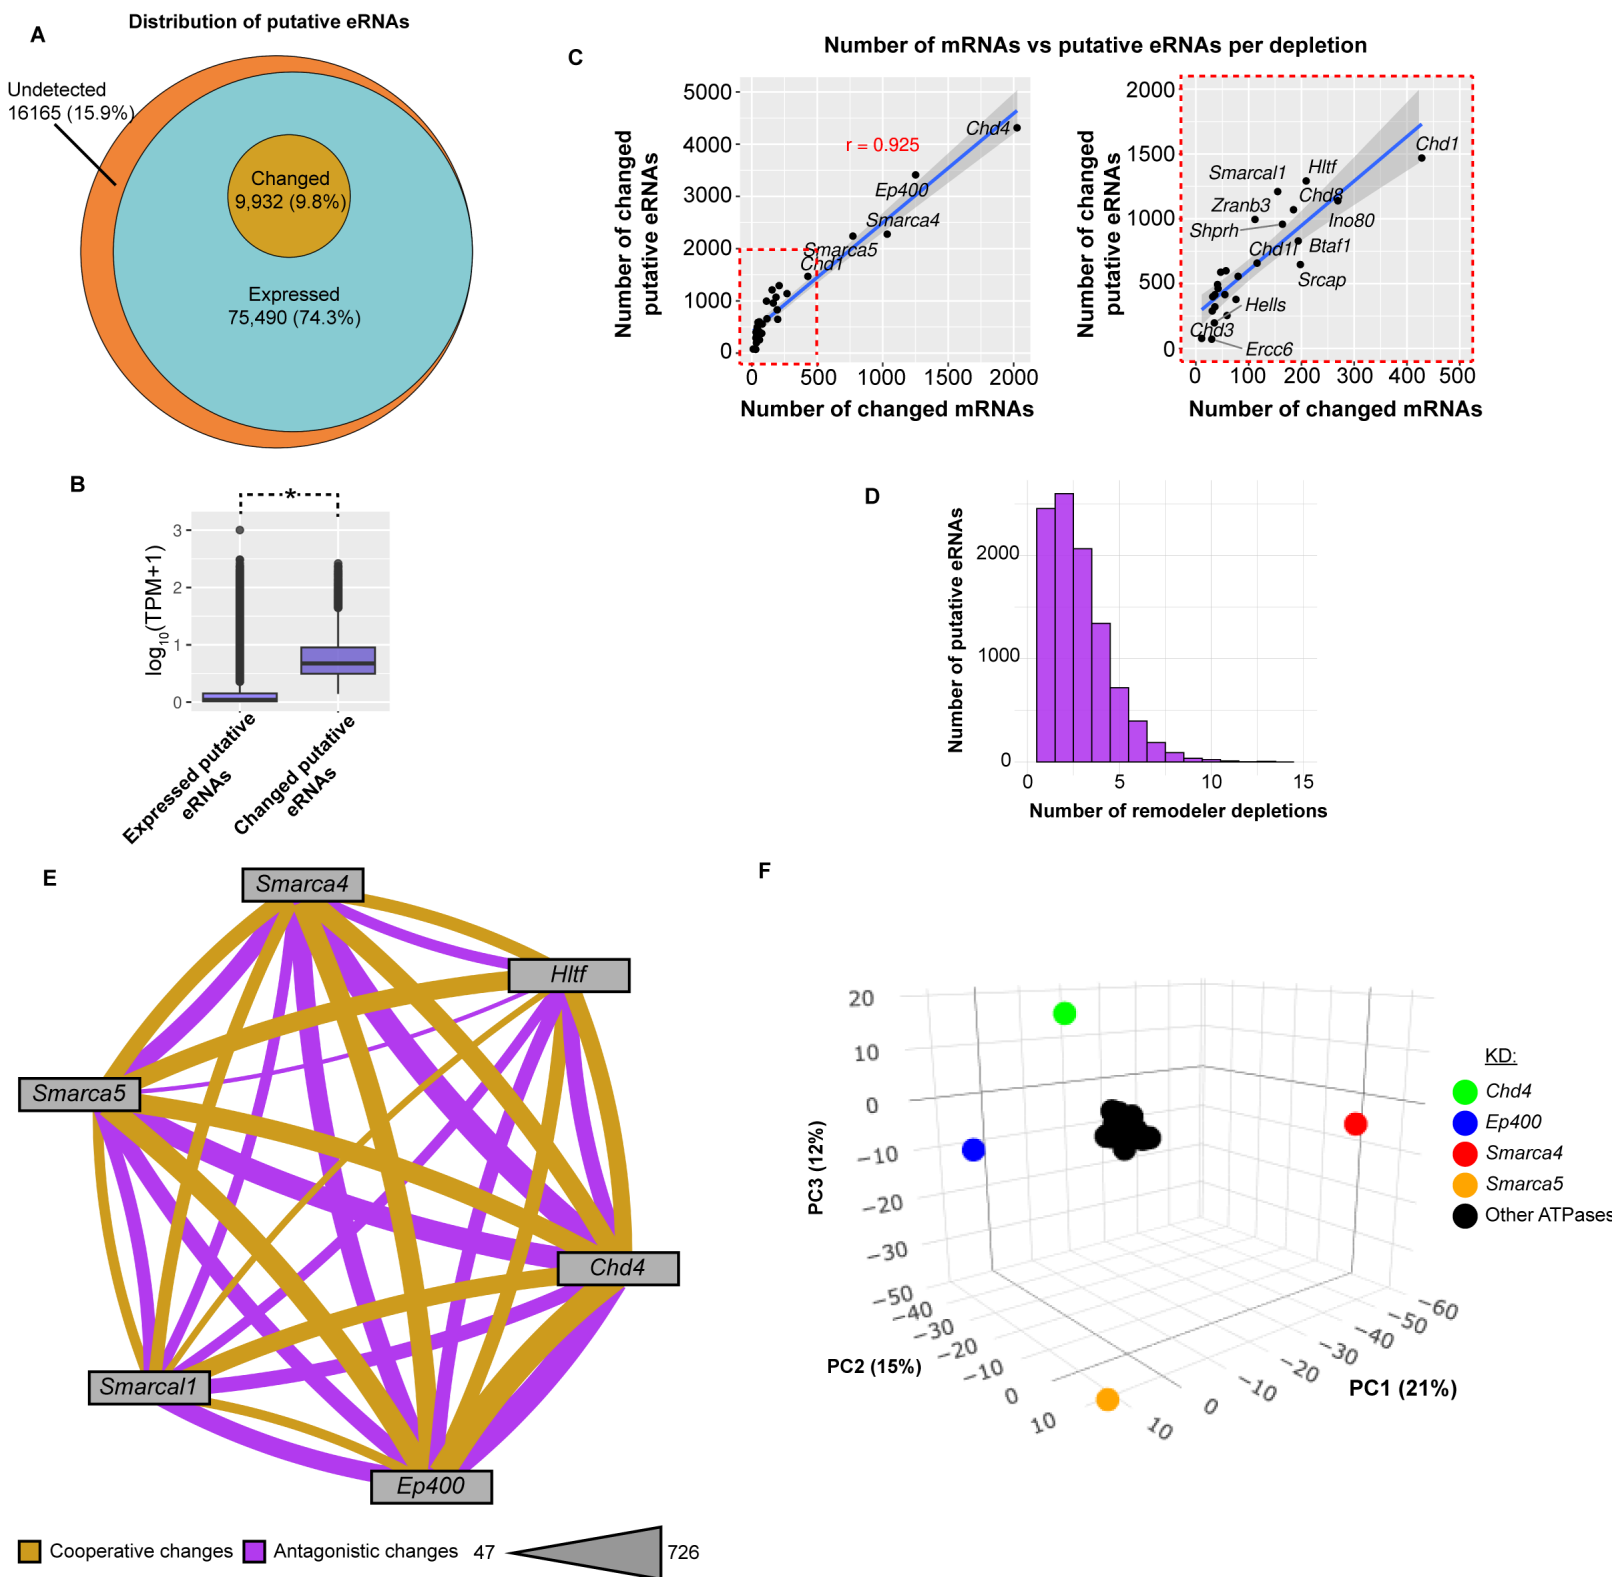 A
Distribution of putative eRNAs
Undetected
16165 (15.9%)
Changed
9,932 (9.8%)
Expressed
75,490 (74.3%)
B
*
log10(TPM+1)
3
2
1
0
Expressed putative
eRNAs
Changed putative
eRNAs
C
Number of mRNAs vs putative eRNAs per depletion
Number of changed
putative eRNAs
5000
4000
3000
2000
1000
0
r = 0.925
Chd4
Ep400
Smarca4
Smarca5
Chd1
0 500 1000 1500 2000
Number of changed mRNAs
Number of changed
putative eRNAs
2000
1500
1000
500
0
Chd1
Smarcal1
Hltf
Zranb3
Chd8
Shprh
Ino80
Chd1l
Btaf1
Srcap
Hells
Chd3
Ercc6
0 100 200 300 400 500
Number of changed mRNAs
D
Number of putative eRNAs
2000
1000
0
0 5 10 15
Number of remodeler depletions
E
Smarca4
Hltf
Smarca5
Chd4
Smarcal1
Ep400
Cooperative changes
Antagonistic changes
47
726
F
PC3 (12%)
20
10
0
−10
−20
−30
−50
−40
−30
−20
−10
0
10
PC2 (15%)
−60
−50
−40
−30
−20
−10
0
10
PC1 (21%)
KD:
Chd4
Ep400
Smarca4
Smarca5
Other ATPases